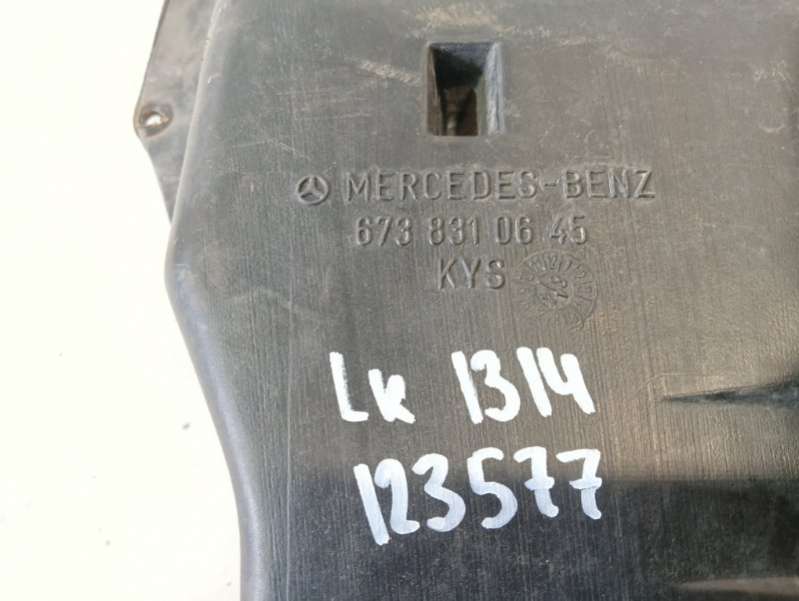 MERCEDES-BENZ
673 831 06 45
KYS
LK 1314
123577